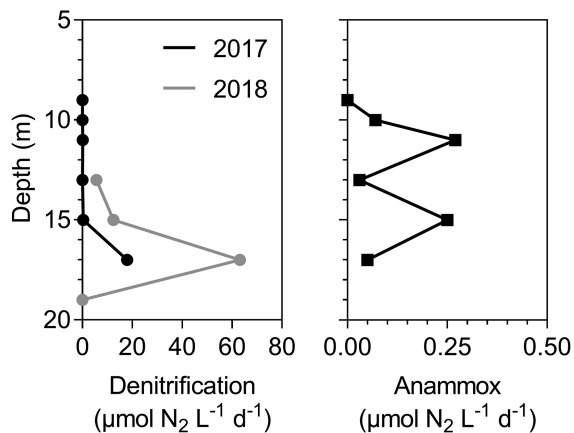 5
10
15
20
Depth (m)
2017
2018
0 20 40 60 80
0.00 0.25 0.50
Denitrification
(µmol N₂ L⁻¹ d⁻¹)
Anammox
(µmol N₂ L⁻¹ d⁻¹)